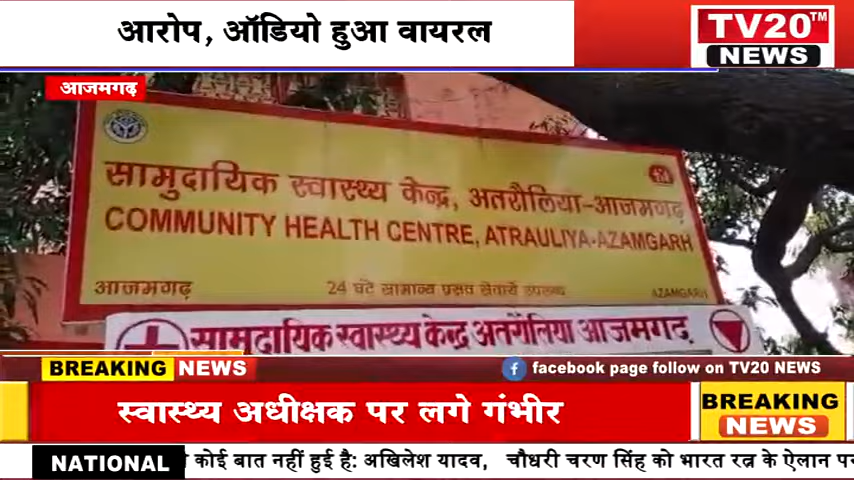 आरोप, ऑडियो हुआ वायरल
TV20™
NEWS
आजमगढ़
सामुदायिक स्वास्थ्य केन्द्र, अतरौलिया-आजमगढ़
COMMUNITY HEALTH CENTRE, ATRAULIYA-AZAMGARH
आजमगढ़ 24 घंटे सामान्य प्रसव सेवायें उपलब्ध AZAMGARH
सामुदायिक स्वास्थ्य केन्द्र अतरौलिया आजमगढ़
BREAKING NEWS
facebook page follow on TV20 NEWS
स्वास्थ्य अधीक्षक पर लगे गंभीर
BREAKING
NEWS
NATIONAL कोई बात नहीं हुई है: अखिलेश यादव, चौधरी चरण सिंह को भारत रत्न के ऐलान पर